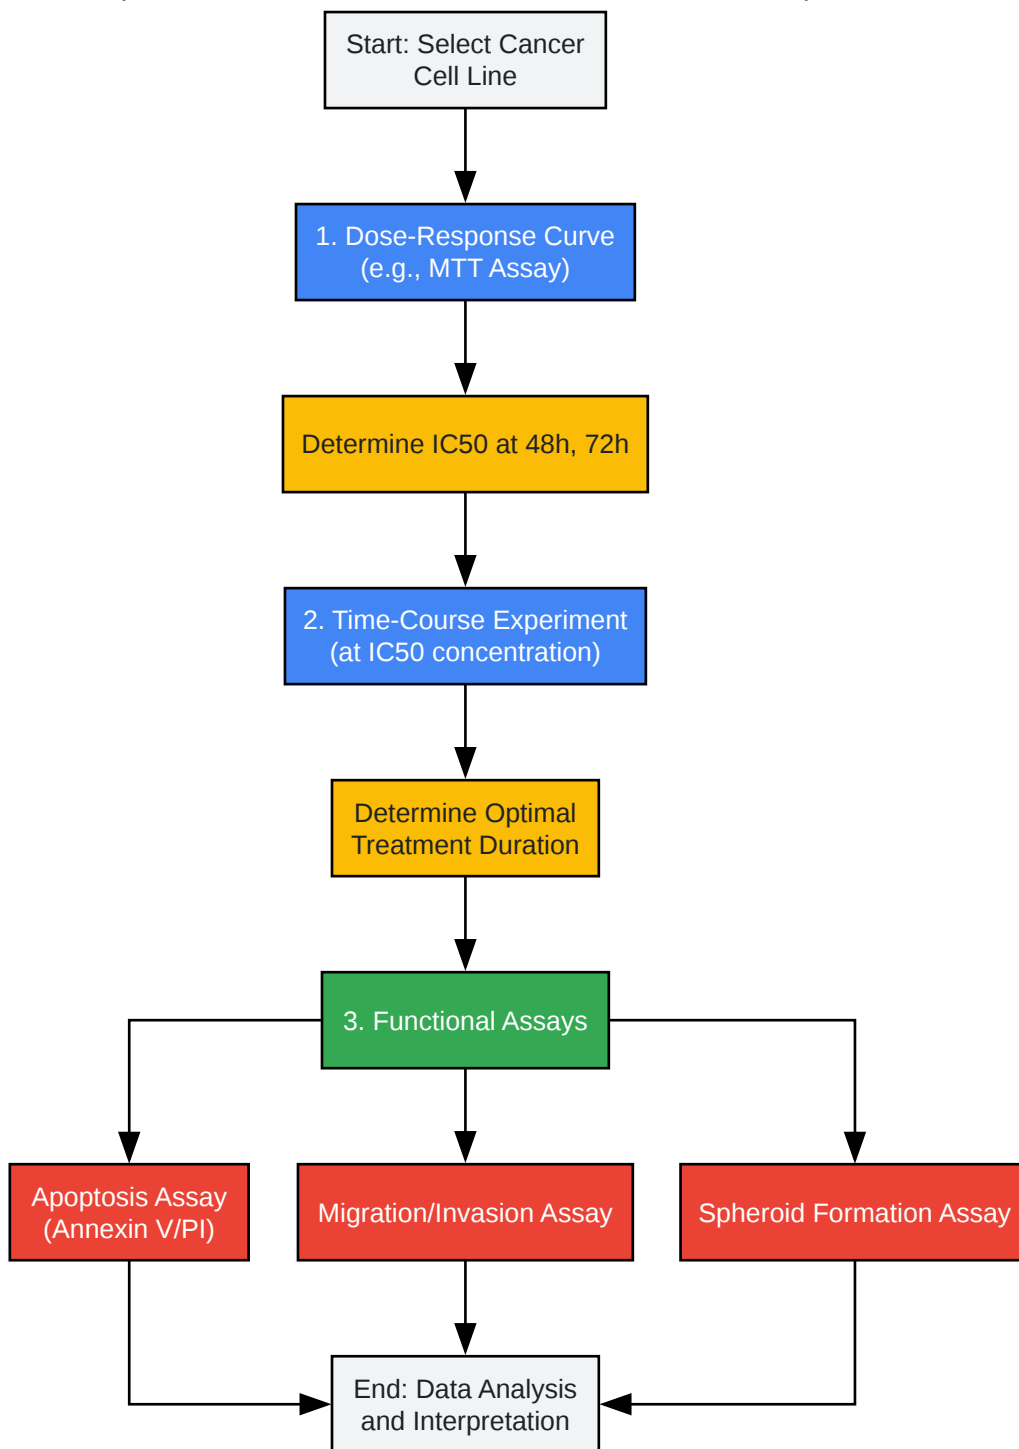 Start: Select Cancer
Cell Line
1. Dose-Response Curve
(e.g., MTT Assay)
Determine IC50 at 48h, 72h
2. Time-Course Experiment
(at IC50 concentration)
Determine Optimal
Treatment Duration
3. Functional Assays
Apoptosis Assay
(Annexin V/PI)
Migration/Invasion Assay
Spheroid Formation Assay
End: Data Analysis
and Interpretation